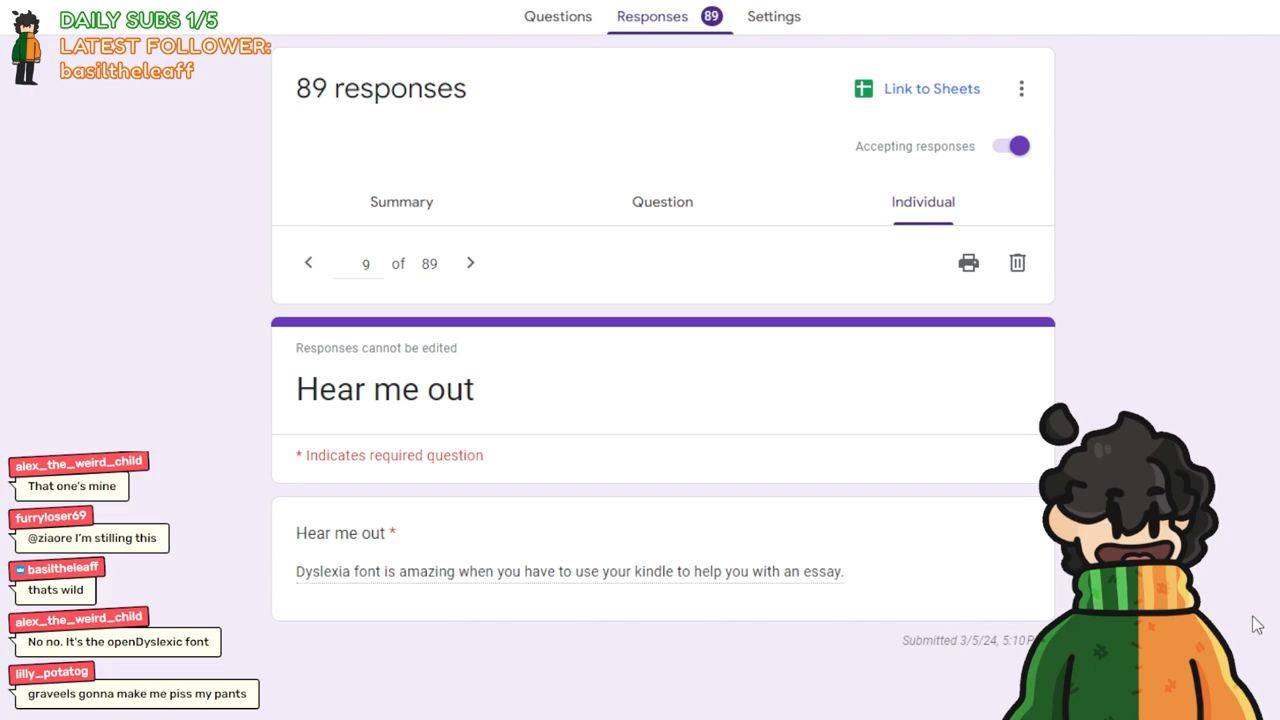 DAILY SUBS 1/5
LATEST FOLLOWER:
basiltheleaff
Questions
Responses 89
Settings
89 responses
Link to Sheets
Accepting responses
Summary
Question
Individual
9 of 89
Responses cannot be edited
Hear me out
* Indicates required question
Hear me out *
Dyslexia font is amazing when you have to use your kindle to help you with an essay.
Submitted 3/5/24, 5:10 P
alex_the_weird_child
That one's mine
furryloser69
@ziaore I'm stilling this
basiltheleaff
thats wild
alex_the_weird_child
No no. It's the openDyslexic font
lilly_potatog
graveels gonna make me piss my pants